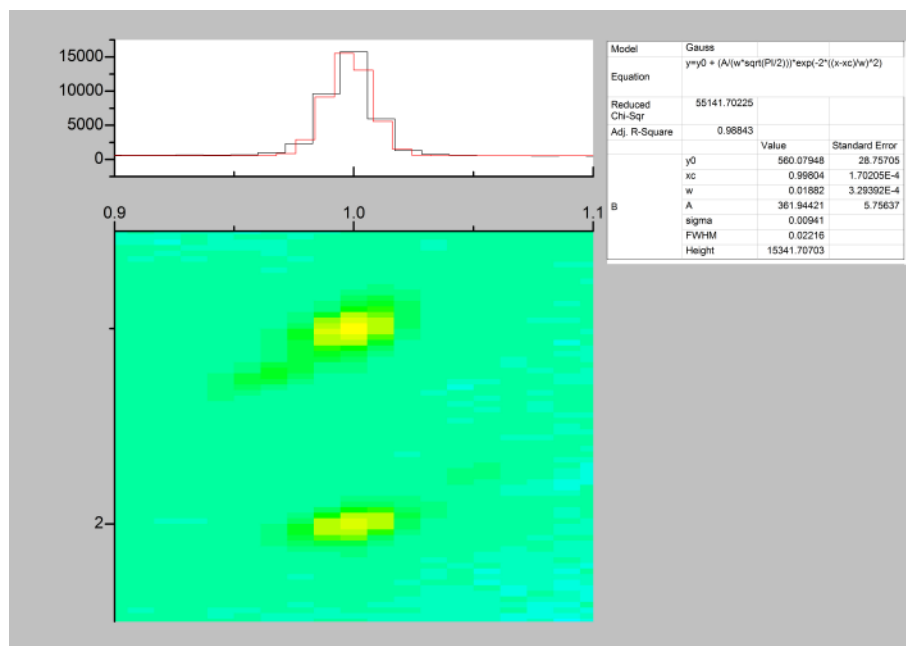 15000
10000
5000
0
0.9 1.0 1.1
2
Model Gauss
Equation y=y0 + (A/(w*sqrt(PI/2)))*exp(-2*((x-xc)/w)^2)
Reduced Chi-Sqr 55141.70225
Adj. R-Square 0.98843
Value Standard Error
B y0 560.07948 28.75705
xc 0.99804 1.70205E-4
w 0.01882 3.29392E-4
A 361.94421 5.75637
sigma 0.00941
FWHM 0.02216
Height 15341.70703